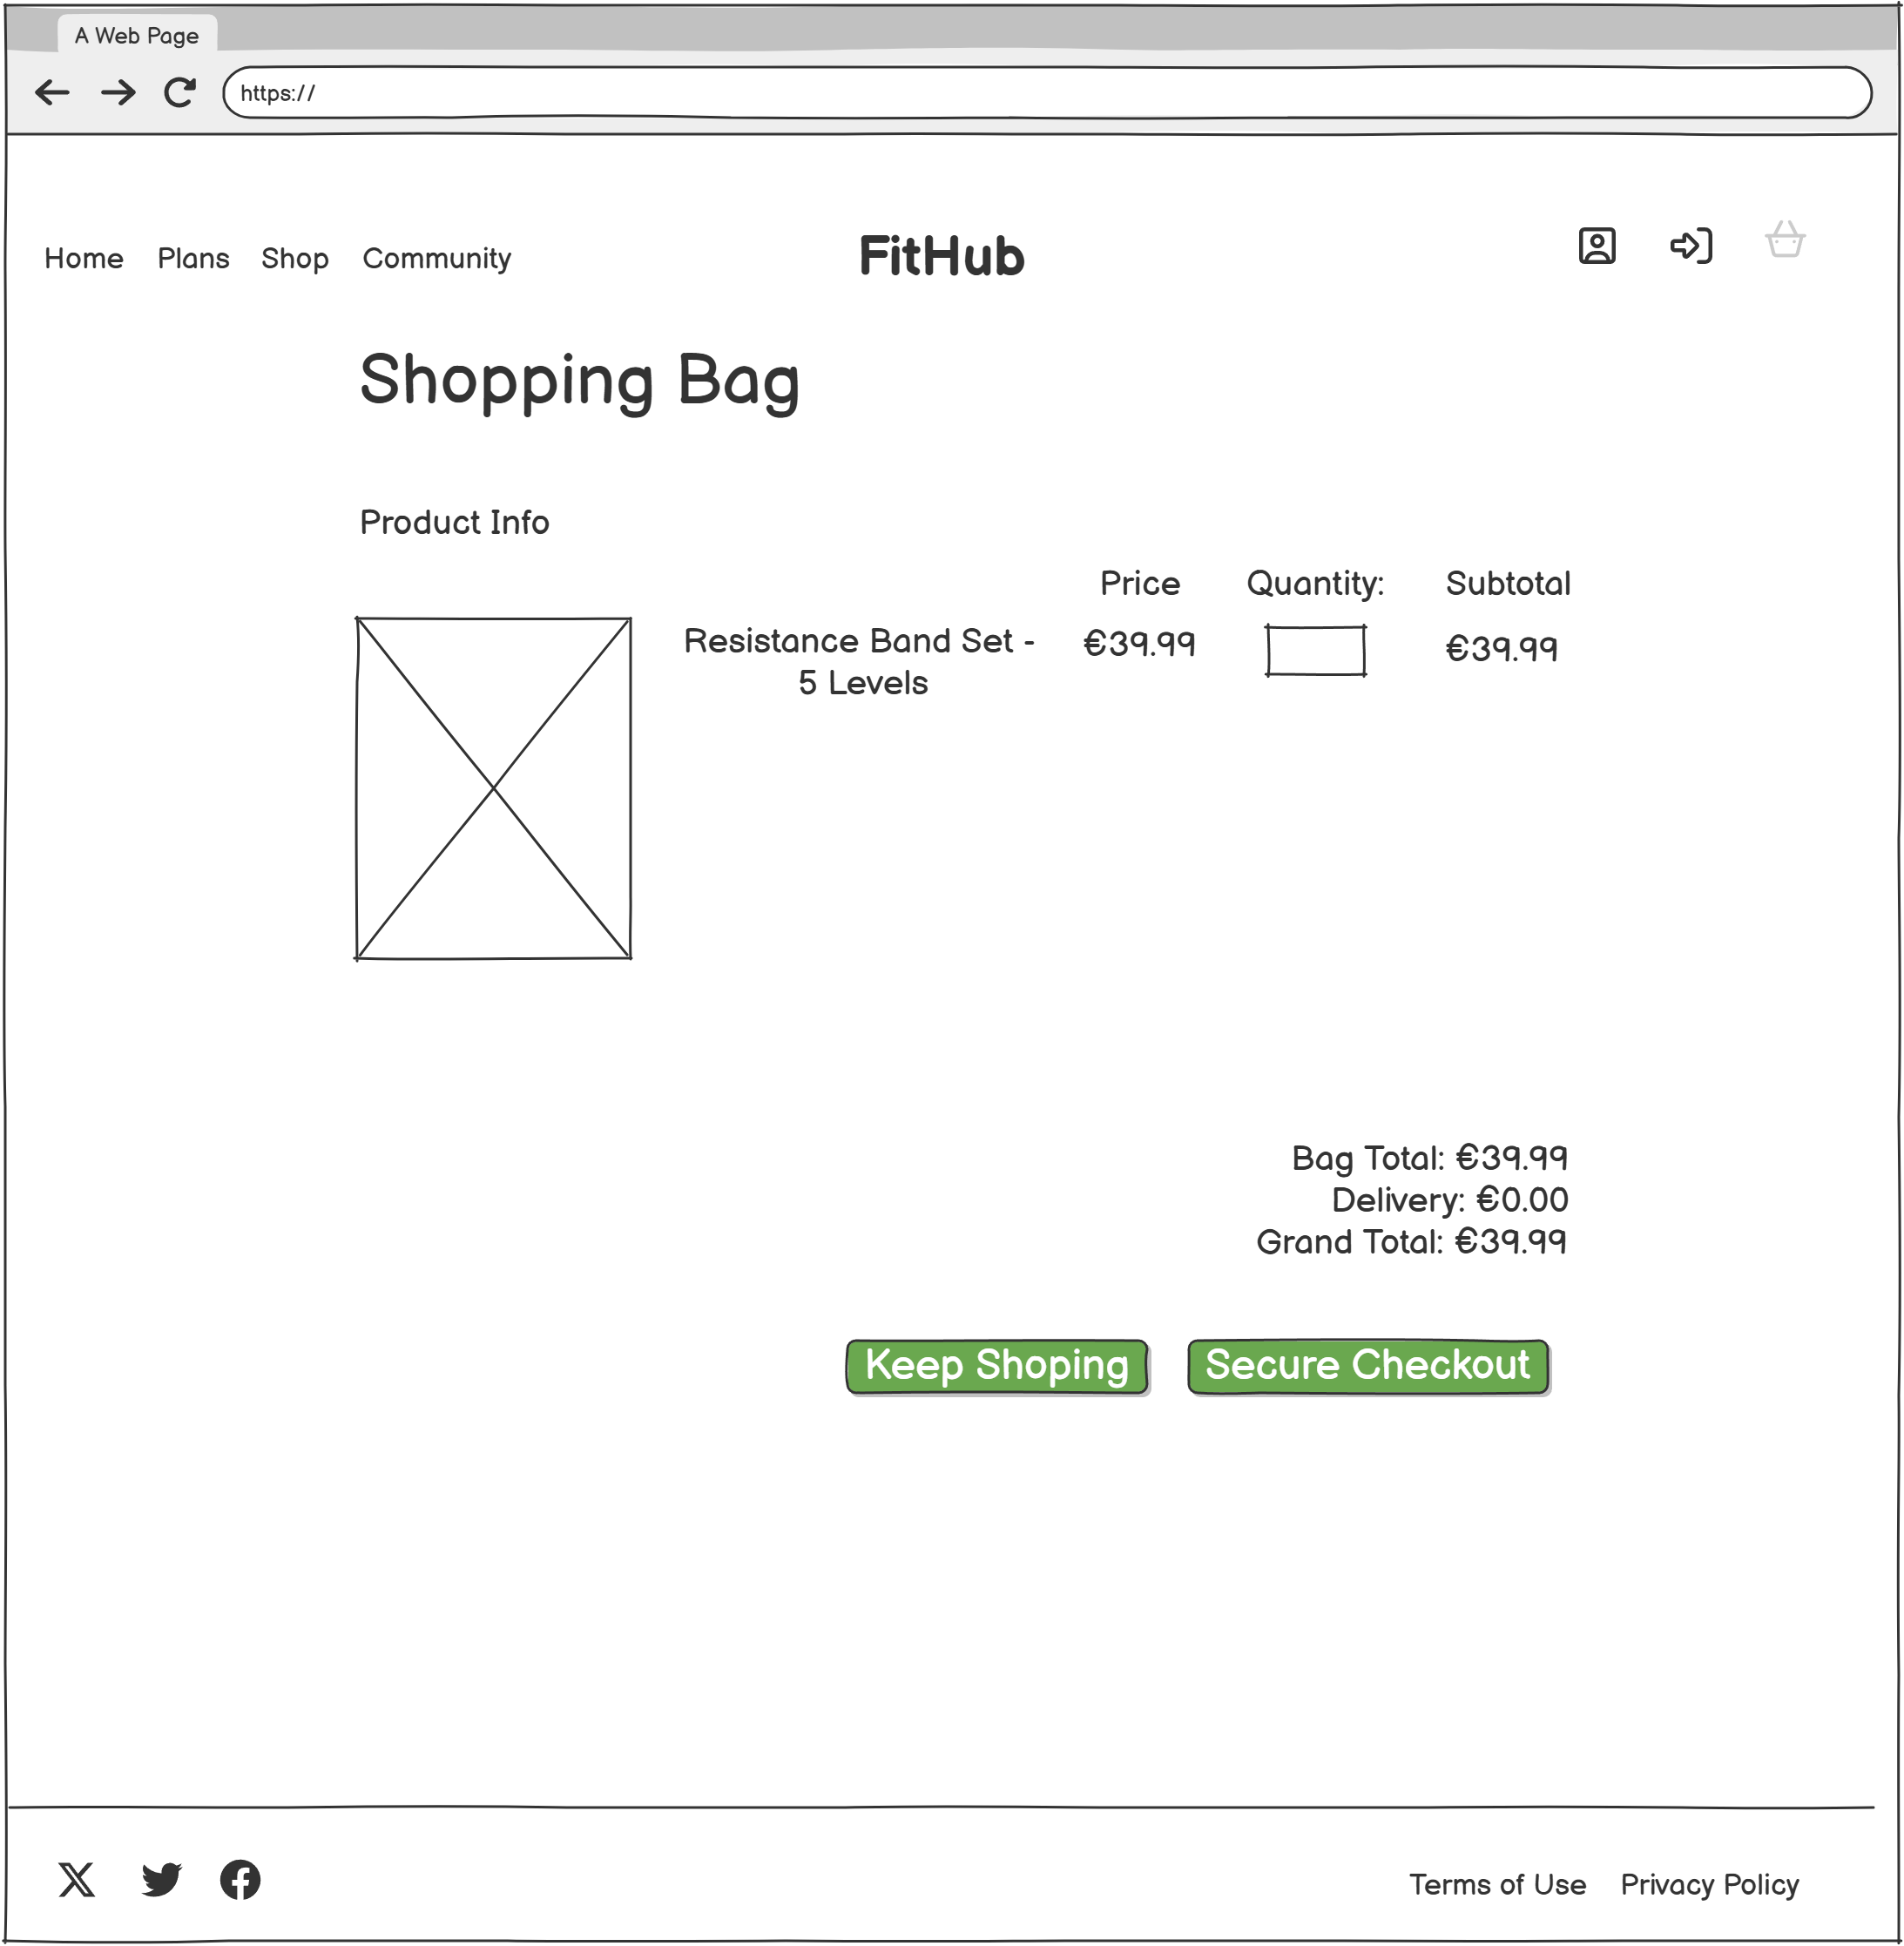 A Web Page
https://
Home Plans Shop Community FitHub
Shopping Bag
Product Info
Price Quantity: Subtotal
Resistance Band Set - €39.99 €39.99
5 Levels
Bag Total: €39.99
Delivery: €0.00
Grand Total: €39.99
Keep Shoping Secure Checkout
Terms of Use Privacy Policy